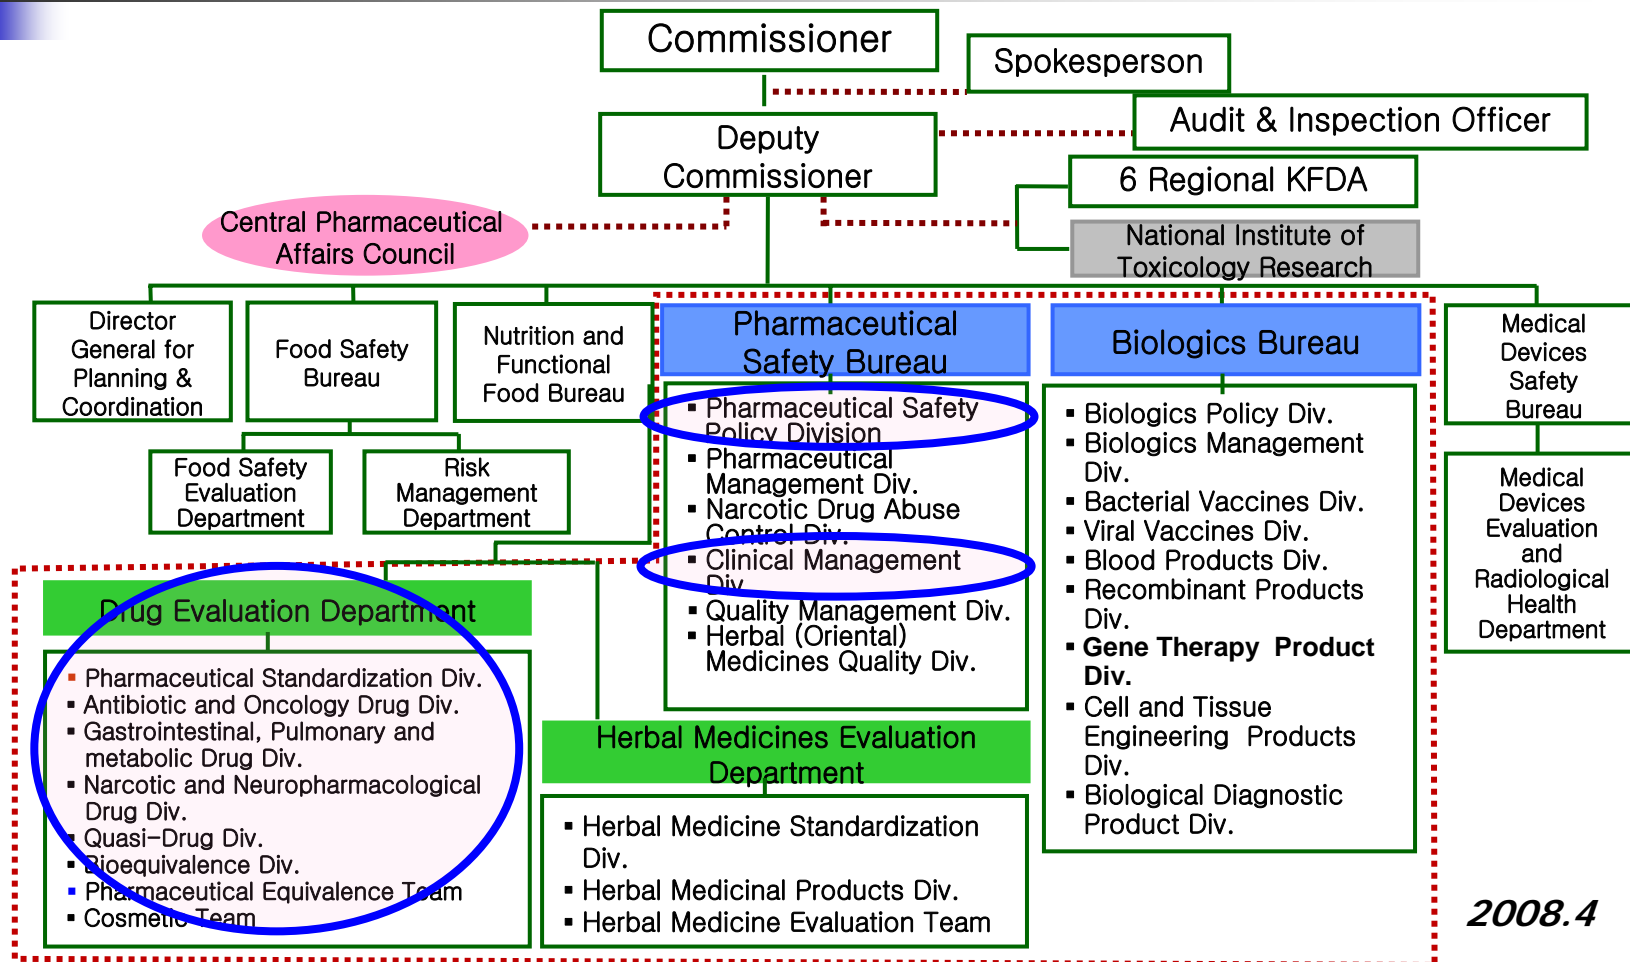 Commissioner
Spokesperson
Audit & Inspection Officer
Deputy
Commissioner
6 Regional KFDA
Central Pharmaceutical
Affairs Council
National Institute of
Toxicology Research
Director
General for
Planning &
Coordination
Food Safety
Bureau
Nutrition and
Functional
Food Bureau
Pharmaceutical
Safety Bureau
Biologics Bureau
Medical
Devices
Safety
Bureau
Food Safety
Evaluation
Department
Risk
Management
Department
▪ Pharmaceutical Safety
Policy Division
▪ Pharmaceutical
Management Div.
▪ Narcotic Drug Abuse
Control Div.
▪ Clinical Management
Div.
▪ Quality Management Div.
▪ Herbal (Oriental)
Medicines Quality Div.
▪ Biologics Policy Div.
▪ Biologics Management
Div.
▪ Bacterial Vaccines Div.
▪ Viral Vaccines Div.
▪ Blood Products Div.
▪ Recombinant Products
Div.
▪ Gene Therapy Product
Div.
▪ Cell and Tissue
Engineering Products
Div.
▪ Biological Diagnostic
Product Div.
Medical
Devices
Evaluation
and
Radiological
Health
Department
Drug Evaluation Department
▪ Pharmaceutical Standardization Div.
▪ Antibiotic and Oncology Drug Div.
▪ Gastrointestinal, Pulmonary and
metabolic Drug Div.
▪ Narcotic and Neuropharmacological
Drug Div.
▪ Quasi-Drug Div.
▪ Bioequivalence Div.
▪ Pharmaceutical Equivalence Team
▪ Cosmetic Team
Herbal Medicines Evaluation
Department
▪ Herbal Medicine Standardization
Div.
▪ Herbal Medicinal Products Div.
▪ Herbal Medicine Evaluation Team
2008.4